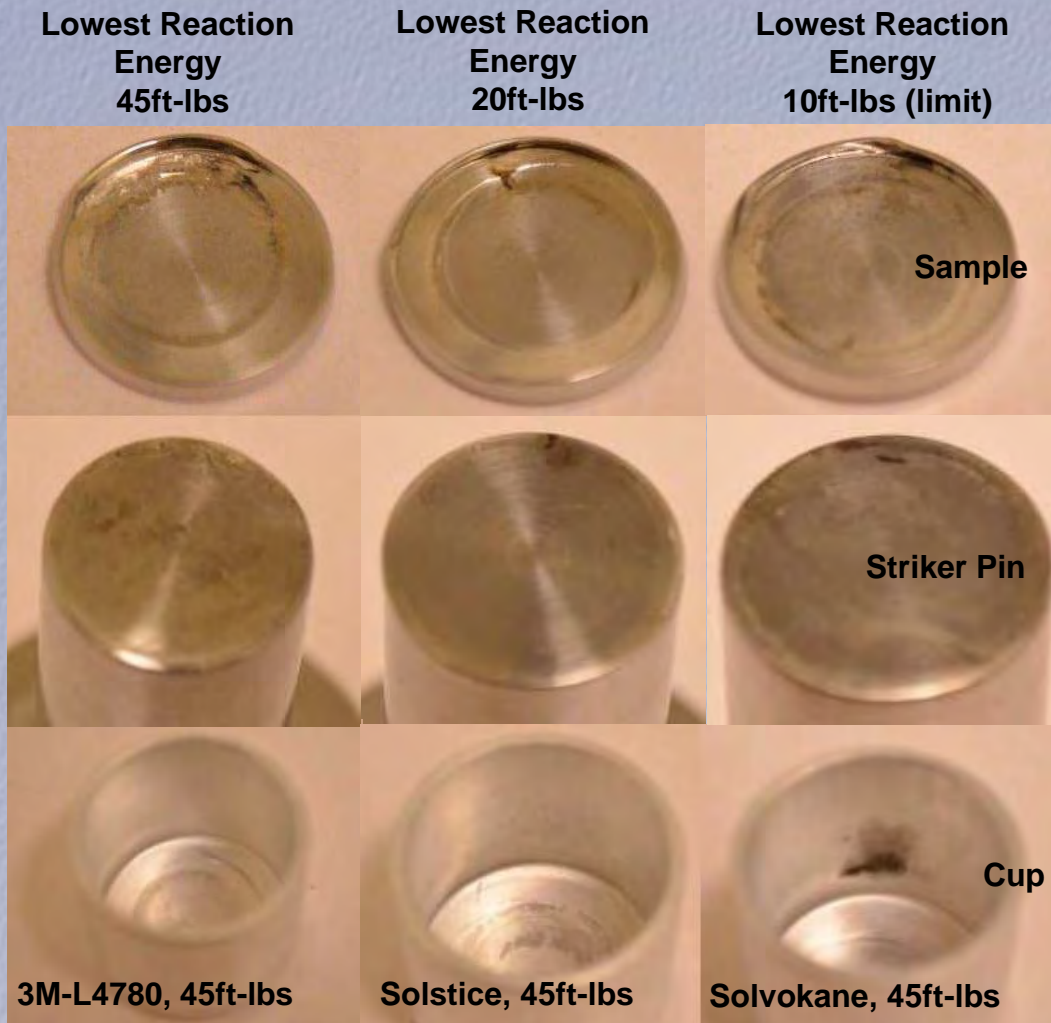 Lowest Reaction
Energy
45ft-lbs
Lowest Reaction
Energy
20ft-lbs
Lowest Reaction
Energy
10ft-lbs (limit)
Sample
Striker Pin
Cup
3M-L4780, 45ft-lbs
Solstice, 45ft-lbs
Solvokane, 45ft-lbs